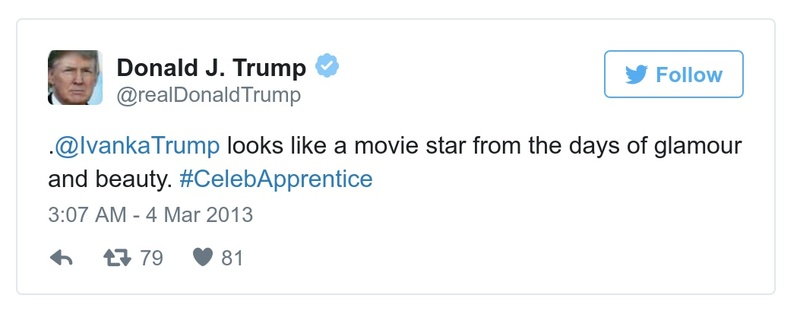 Donald J. Trump
@realDonaldTrump
Follow
.@IvankaTrump looks like a movie star from the days of glamour
and beauty. #CelebApprentice
3:07 AM - 4 Mar 2013
79 81